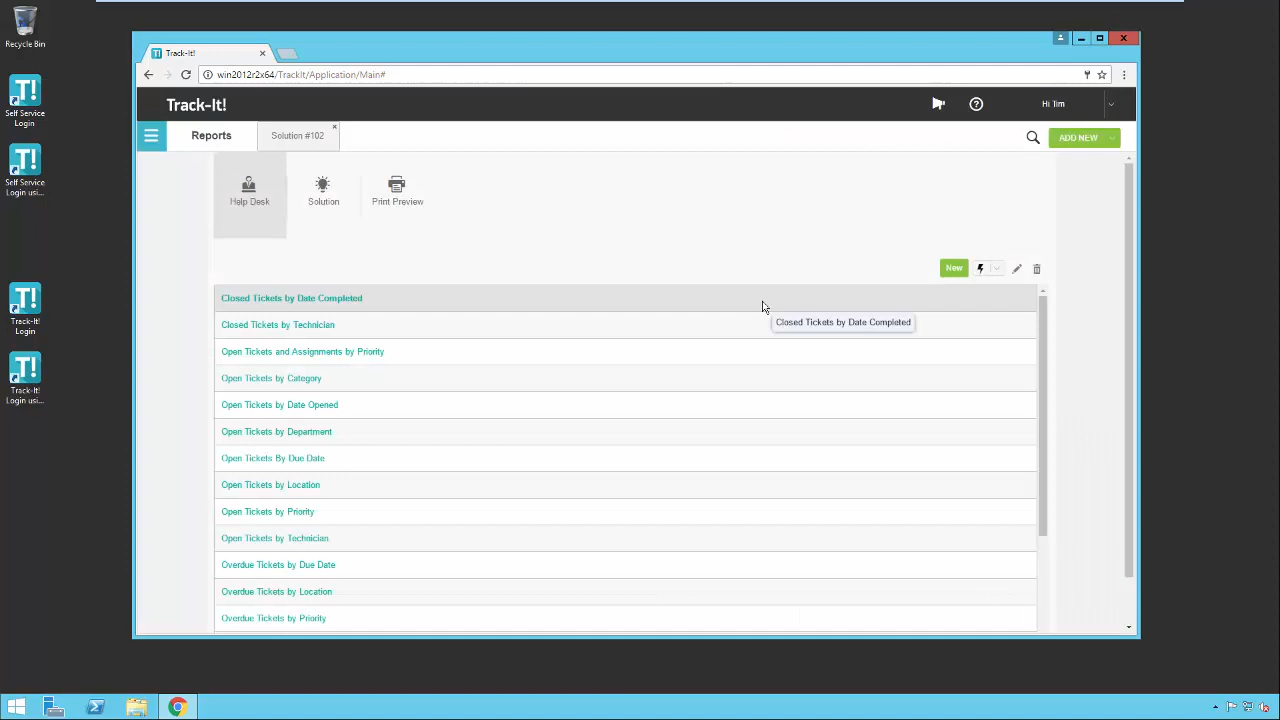 Recycle Bin
Self Service
Login
Self Service
Login usi...
Track-It!
Login
Track-It!
Login usi...
T! Track-It!
win2012r2x64/TrackIt/Application/Main#
Track-It!
Hi Tim
Reports
Solution #102
ADD NEW
Help Desk
Solution
Print Preview
New
Closed Tickets by Date Completed
Closed Tickets by Date Completed
Closed Tickets by Technician
Open Tickets and Assignments by Priority
Open Tickets by Category
Open Tickets by Date Opened
Open Tickets by Department
Open Tickets By Due Date
Open Tickets by Location
Open Tickets by Priority
Open Tickets by Technician
Overdue Tickets by Due Date
Overdue Tickets by Location
Overdue Tickets by Priority